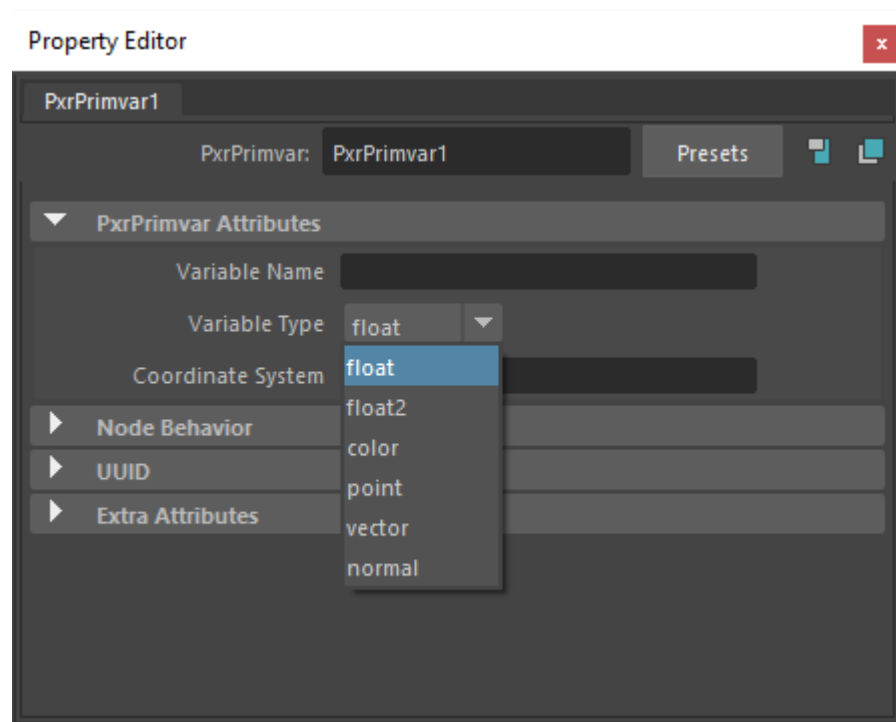 Property Editor
x
PxrPrimvar1
PxrPrimvar: PxrPrimvar1 Presets
PxrPrimvar Attributes
Variable Name
Variable Type float
Coordinate System
float
float2
color
point
vector
normal
Node Behavior
UUID
Extra Attributes